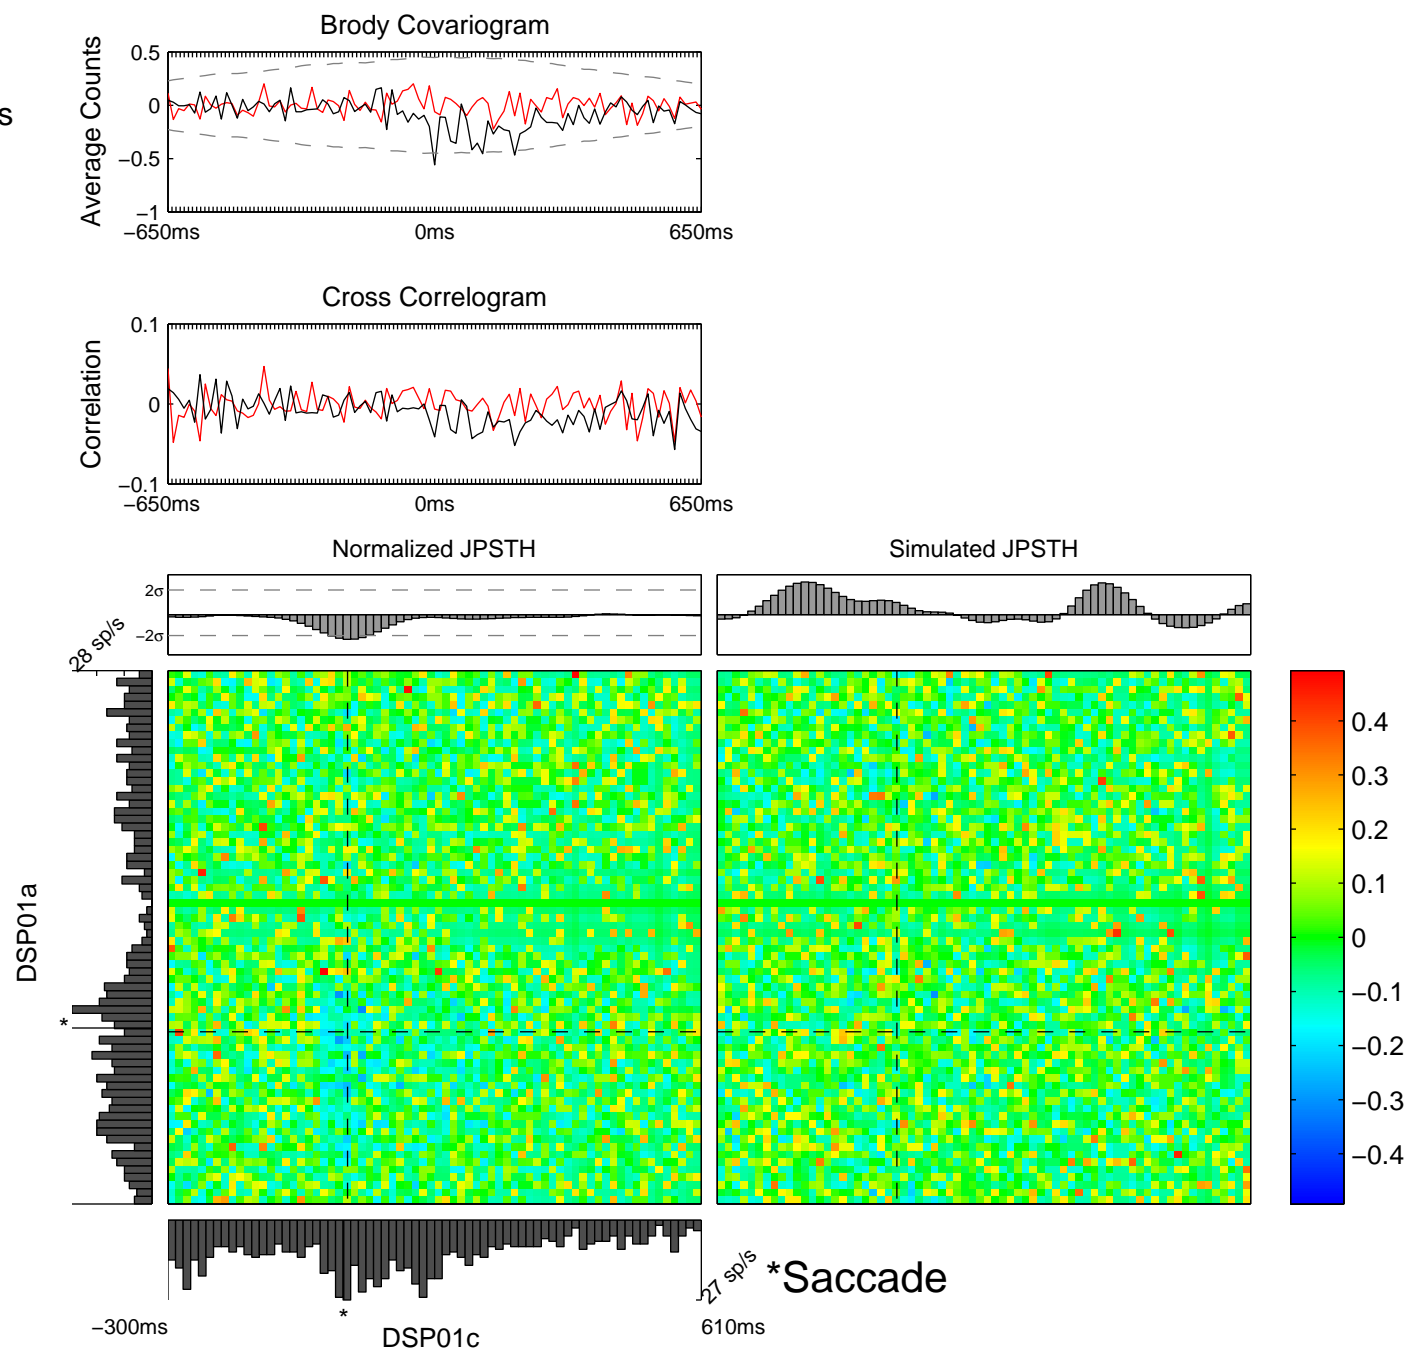 Brody Covariogram
s
Average Counts
0.5
0
−0.5
−1
−650ms 0ms 650ms
Cross Correlogram
Correlation
0.1
0
−0.1
−650ms 0ms 650ms
Normalized JPSTH
Simulated JPSTH
2σ
−2σ
28 sp/s
DSP01a
*
0.4
0.3
0.2
0.1
0
−0.1
−0.2
−0.3
−0.4
27 sp/s
*Saccade
*
−300ms
DSP01c
610ms